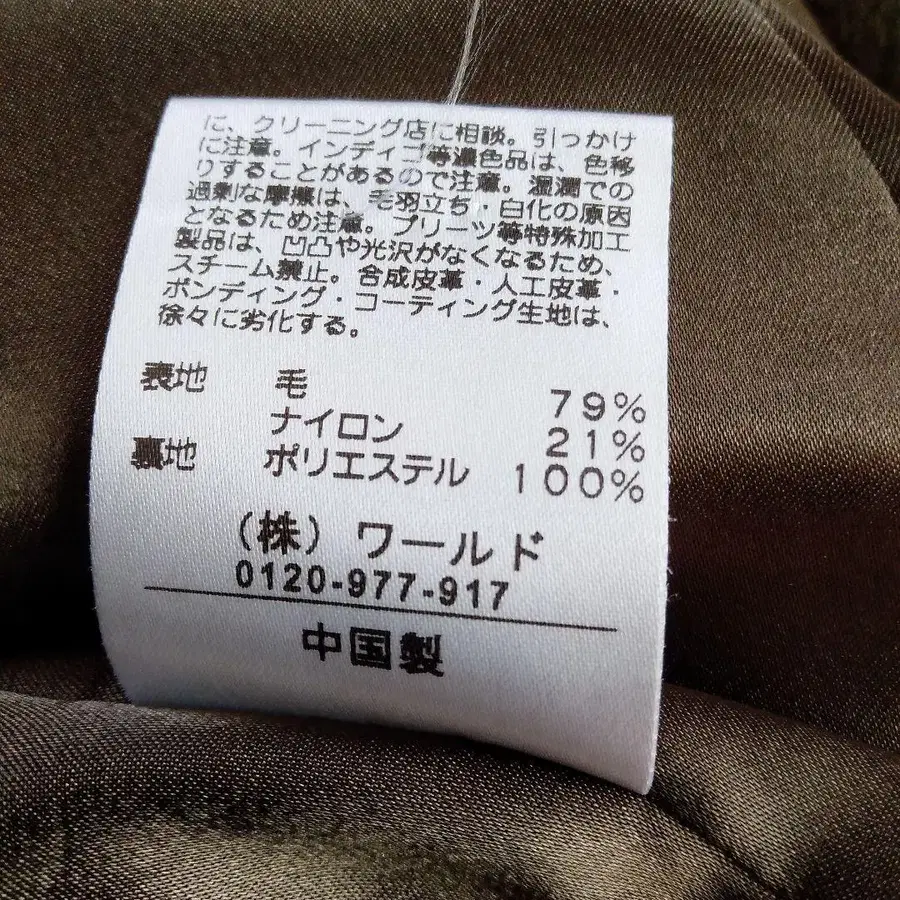 に、クリーニング店に相談。引っかけ
に注意。インディゴ等濃色品は、色移
りすることがあるので注意。湿潤での
過剰な摩擦は、毛羽立ち・白化の原因
となるため注意。プリーツ等特殊加工
製品は、凹凸や光沢がなくなるため、
スチーム禁止。合成皮革・人工皮革・
ボンディング・コーティング生地は、
徐々に劣化する。
表地 毛 79%
ナイロン 21%
裏地 ポリエステル 100%
(株) ワールド
0120-977-917
中国製